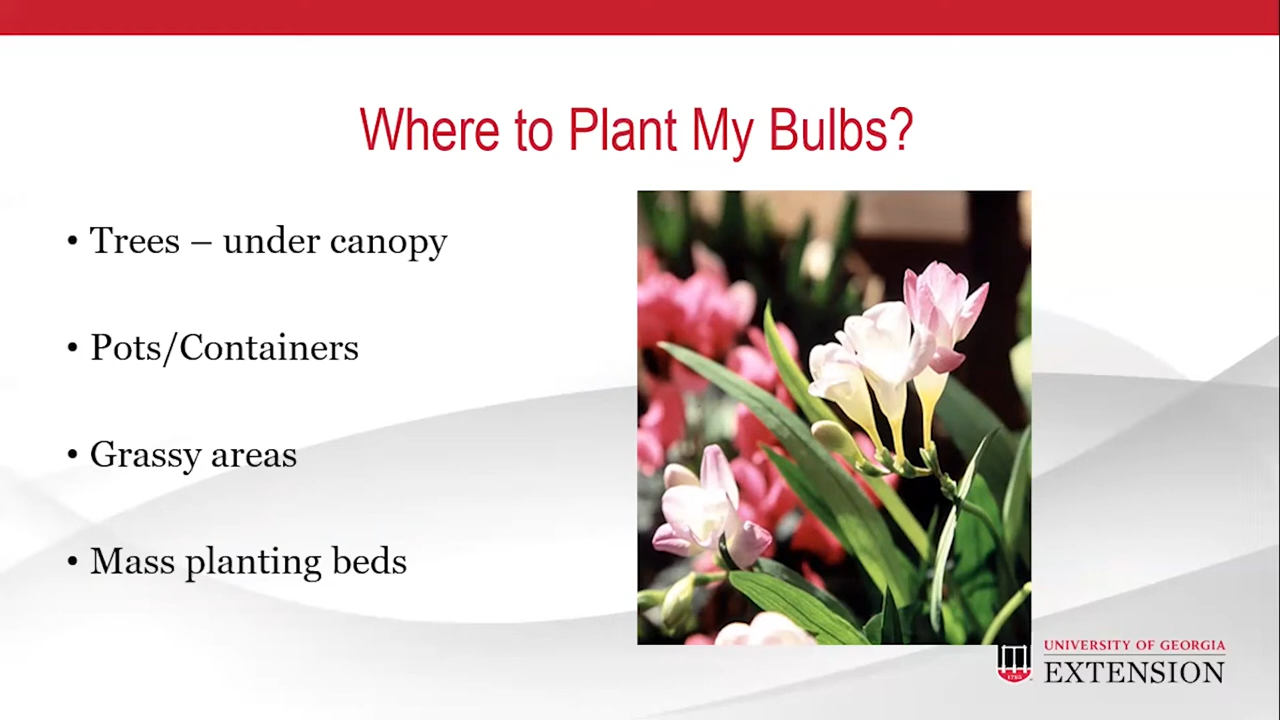 Where to Plant My Bulbs?
• Trees – under canopy
• Pots/Containers
• Grassy areas
• Mass planting beds
UNIVERSITY OF GEORGIA
EXTENSION
1785